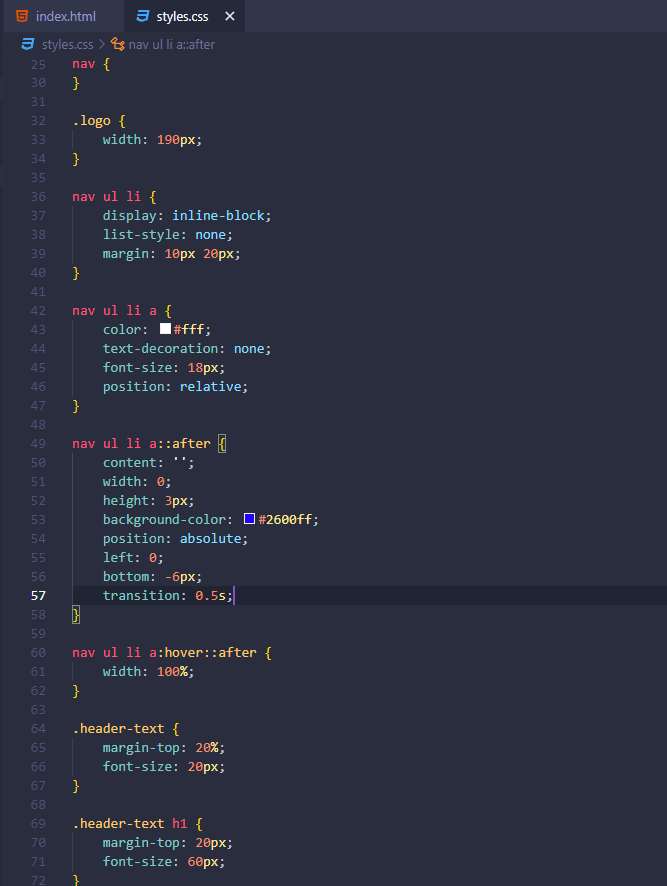 index.html
styles.css ×
styles.css > nav ul li a::after
25 nav {
30 }
31
32 .logo {
33 width: 190px;
34 }
35
36 nav ul li {
37 display: inline-block;
38 list-style: none;
39 margin: 10px 20px;
40 }
41
42 nav ul li a {
43 color: #fff;
44 text-decoration: none;
45 font-size: 18px;
46 position: relative;
47 }
48
49 nav ul li a::after {
50 content: '';
51 width: 0;
52 height: 3px;
53 background-color: #2600ff;
54 position: absolute;
55 left: 0;
56 bottom: -6px;
57 transition: 0.5s;
58 }
59
60 nav ul li a:hover::after {
61 width: 100%;
62 }
63
64 .header-text {
65 margin-top: 20%;
66 font-size: 20px;
67 }
68
69 .header-text h1 {
70 margin-top: 20px;
71 font-size: 60px;
72 }